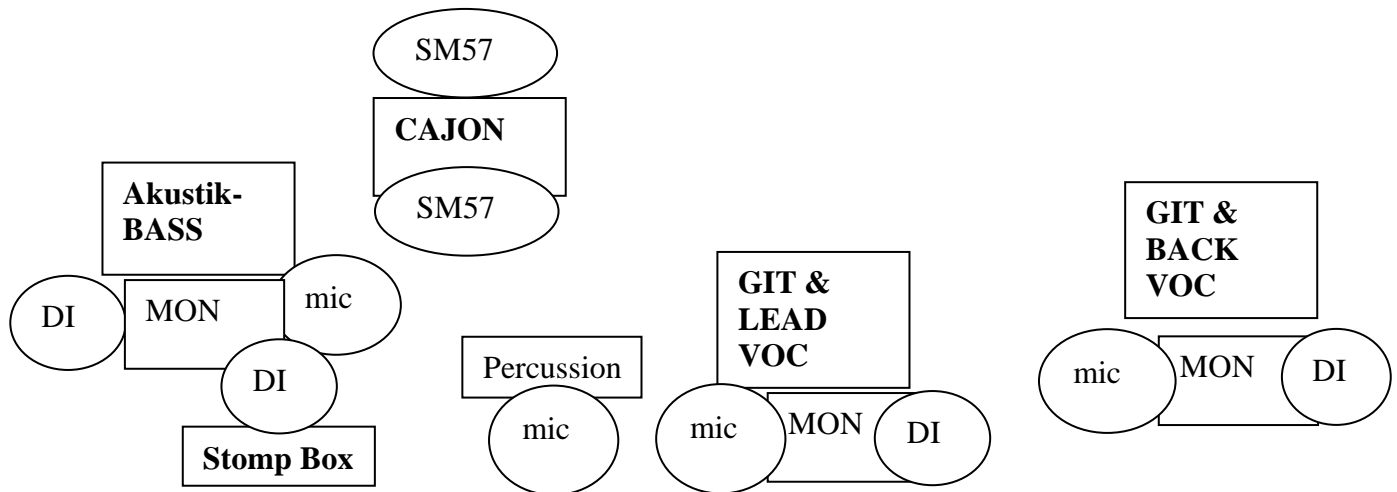 SM57
CAJON
SM57
Akustik-
BASS
DI
MON
mic
DI
Stomp Box
Percussion
mic
GIT &
LEAD
VOC
mic
MON
DI
GIT &
BACK
VOC
mic
MON
DI